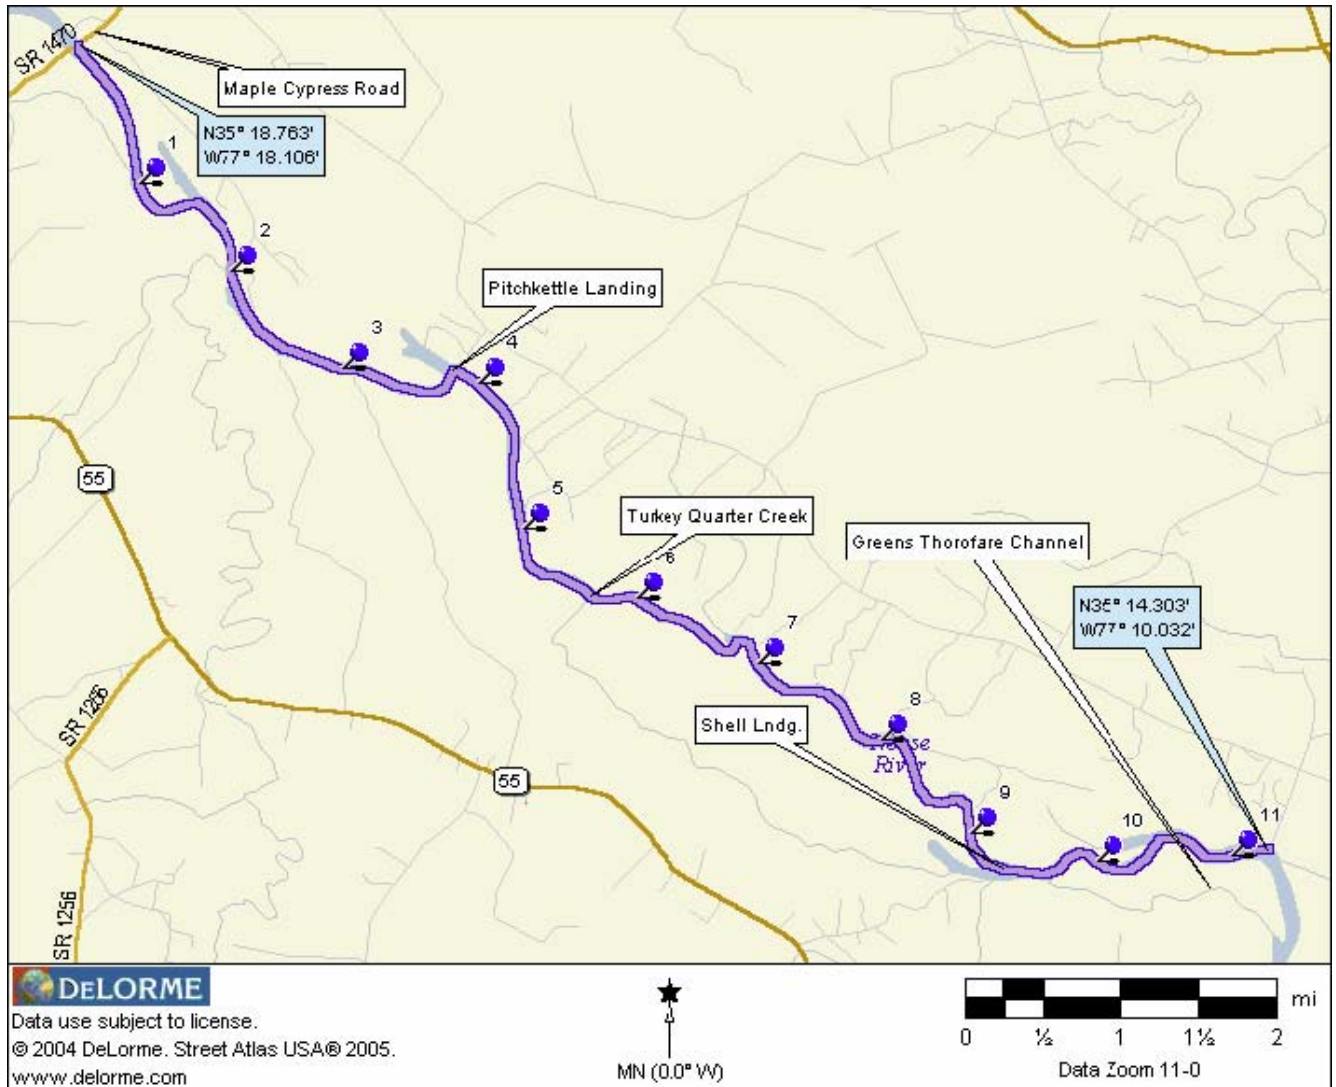 SR 1470
Maple Cypress Road
N35° 18.763'
W77° 18.106'
1
2
Pitchkettle Landing
3
4
55
5
Turkey Quarter Creek
Greens Thorofare Channel
6
N35° 14.303'
W77° 10.032'
7
SR 1256
Shell Lndg.
8
Neuse
River
55
9
10
11
SR 1256
DELORME
Data use subject to license.
© 2004 DeLorme. Street Atlas USA® 2005.
www.delorme.com
MN (0.0° W)
mi
0 ½ 1 1½ 2
Data Zoom 11-0